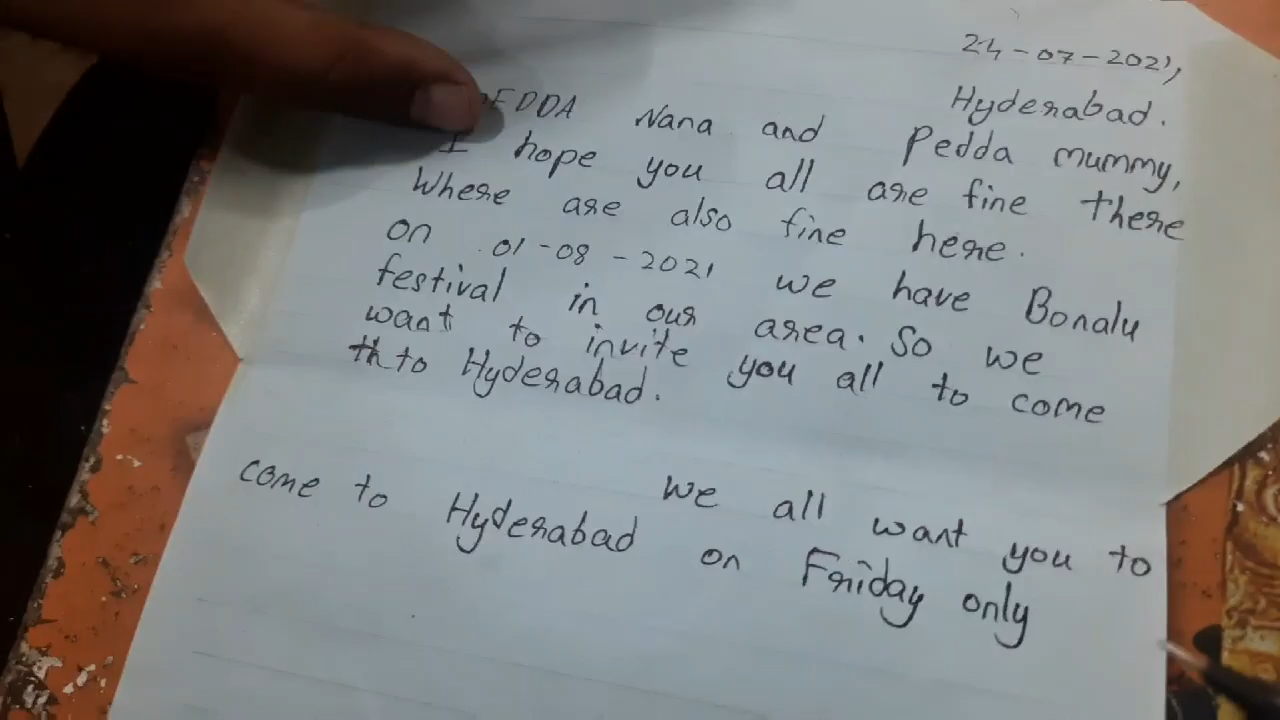 24-07-2021,
Hyderabad.
PEDDA Nana and Pedda mummy,
I hope you all are fine there
Where are also fine here.
on 01-08-2021 we have Bonalu
festival in our area. So we
want to invite you all to come
th to Hyderabad.
We all want you to
come to Hyderabad on Friday only